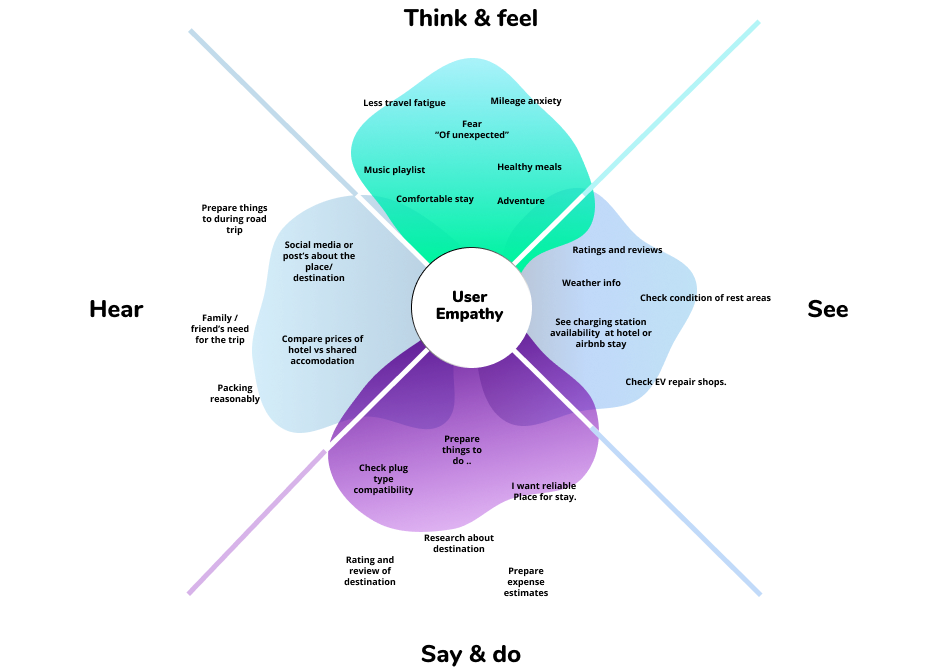 Think & feel
Less travel fatigue
Mileage anxiety
Fear
“Of unexpected”
Music playlist
Healthy meals
Comfortable stay
Adventure
Hear
Prepare things
to during road
trip
Social media or
post’s about the
place/
destination
Family /
friend’s need
for the trip
Compare prices of
hotel vs shared
accomodation
Packing
reasonably
User
Empathy
See
Ratings and reviews
Weather info
Check condition of rest areas
See charging station
availability at hotel or
airbnb stay
Check EV repair shops.
Prepare
things to
do ..
Check plug
type
compatibility
I want reliable
Place for stay.
Research about
destination
Rating and
review of
destination
Prepare
expense
estimates
Say & do